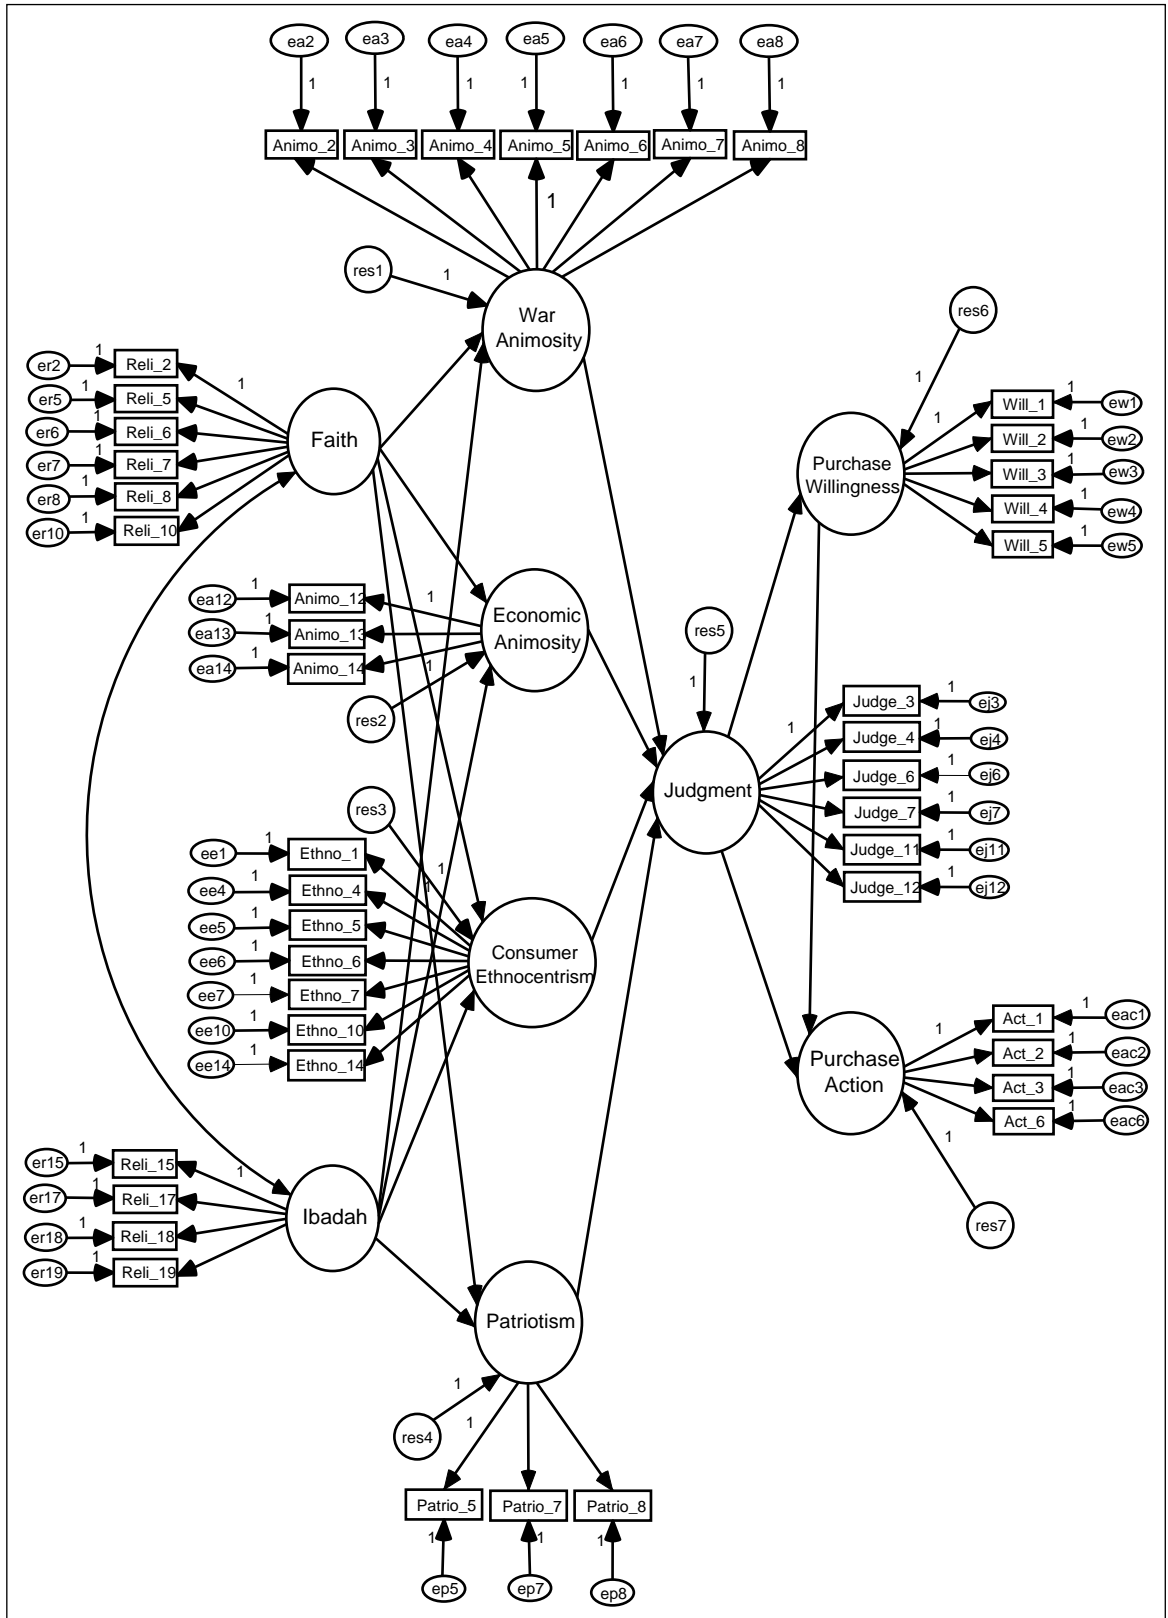 ea2 ea3 ea4 ea5 ea6 ea7 ea8
1 1 1 1 1 1 1
Animo_2 Animo_3 Animo_4 Animo_5 Animo_6 Animo_7 Animo_8
1
res1 1
War
Animosity
res6
1
er2 1 Reli_2 1
er5 1 Reli_5
er6 1 Reli_6
er7 1 Reli_7
er8 1 Reli_8
er10 1 Reli_10
Faith
Purchase
Willingness
1 Will_1 1 ew1
Will_2 1 ew2
Will_3 1 ew3
Will_4 1 ew4
Will_5 1 ew5
ea12 1 Animo_12 1
ea13 1 Animo_13
ea14 1 Animo_14
Economic
Animosity
res2 1
res5
1
Judgment
1 Judge_3 1 ej3
Judge_4 1 ej4
Judge_6 1 ej6
Judge_7 1 ej7
Judge_11 1 ej11
Judge_12 1 ej12
res3 1
ee1 1 Ethno_1 1
ee4 1 Ethno_4
ee5 1 Ethno_5
ee6 1 Ethno_6
ee7 1 Ethno_7
ee10 1 Ethno_10
ee14 1 Ethno_14
Consumer
Ethnocentrism
Purchase
Action
1 Act_1 1 eac1
Act_2 1 eac2
Act_3 1 eac3
Act_6 1 eac6
1
res7
er15 1 Reli_15 1
er17 1 Reli_17
er18 1 Reli_18
er19 1 Reli_19
Ibadah
Patriotism
res4 1
1
Patrio_5 Patrio_7 Patrio_8
1 1 1
ep5 ep7 ep8